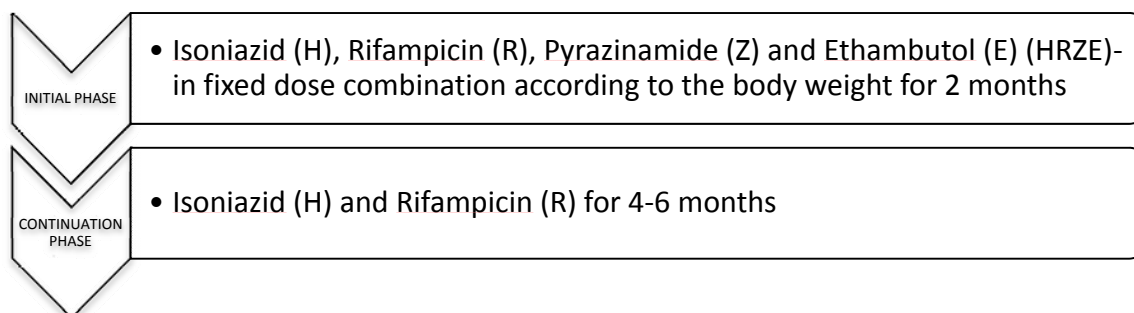 INITIAL PHASE
• Isoniazid (H), Rifampicin (R), Pyrazinamide (Z) and Ethambutol (E) (HRZE)-
in fixed dose combination according to the body weight for 2 months
CONTINUATION
PHASE
• Isoniazid (H) and Rifampicin (R) for 4-6 months